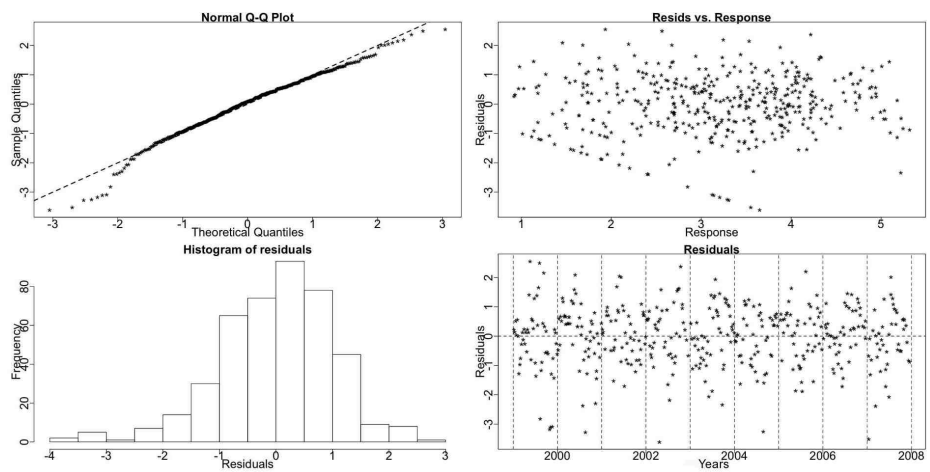 Normal Q-Q Plot
Sample Quantiles
-3 -2 -1 0 1 2
-3 -2 -1 0 1 2 3
Theoretical Quantiles
Resids vs. Response
Residuals
-3 -2 -1 0 1 2
1 2 3 4 5
Response
Histogram of residuals
Frequency
0 20 40 60 80
-4 -3 -2 -1 0 1 2 3
Residuals
Residuals
Residuals
-3 -2 -1 0 1 2
2000 2002 2004 2006 2008
Years